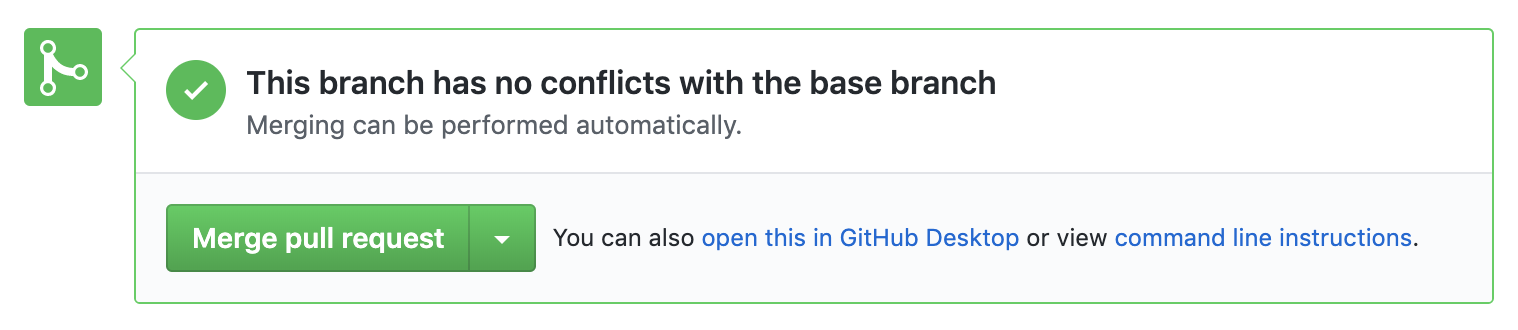 This branch has no conflicts with the base branch
Merging can be performed automatically.
Merge pull request You can also open this in GitHub Desktop or view command line instructions.